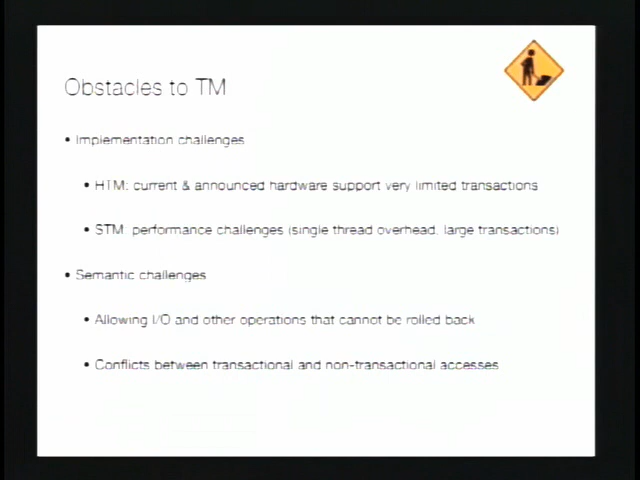 Obstacles to TM
• Implementation challenges
• HTM: current & announced hardware support very limited transactions
• STM: performance challenges (single thread overhead, large transactions)
• Semantic challenges
• Allowing I/O and other operations that cannot be rolled back
• Conflicts between transactional and non-transactional accesses